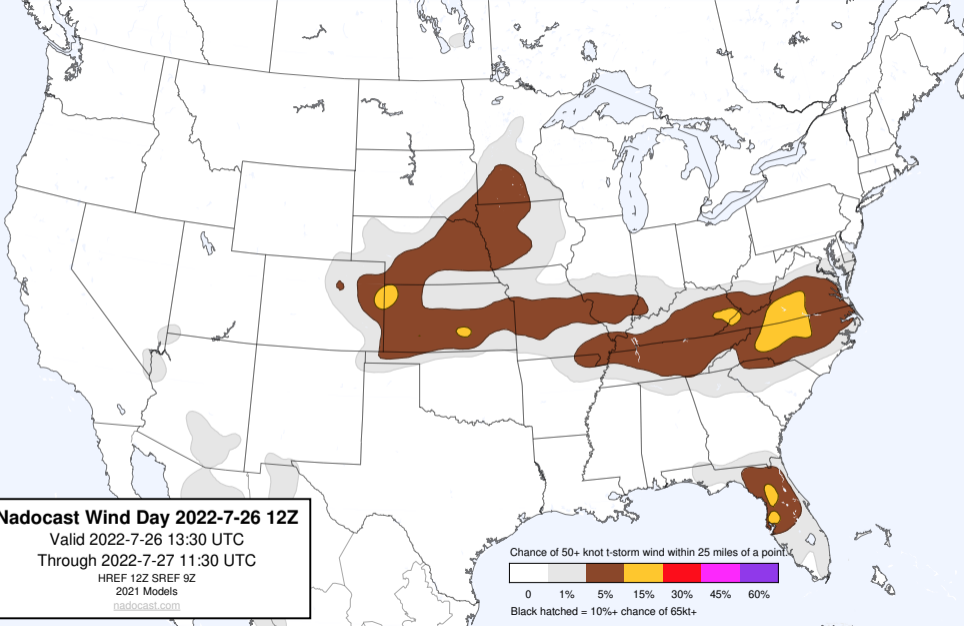 Nadocast Wind Day 2022-7-26 12Z
Valid 2022-7-26 13:30 UTC
Through 2022-7-27 11:30 UTC
HREF 12Z SREF 9Z
2021 Models
nadocast.com
Chance of 50+ knot t-storm wind within 25 miles of a point.
0 1% 5% 15% 30% 45% 60%
Black hatched = 10%+ chance of 65kt+